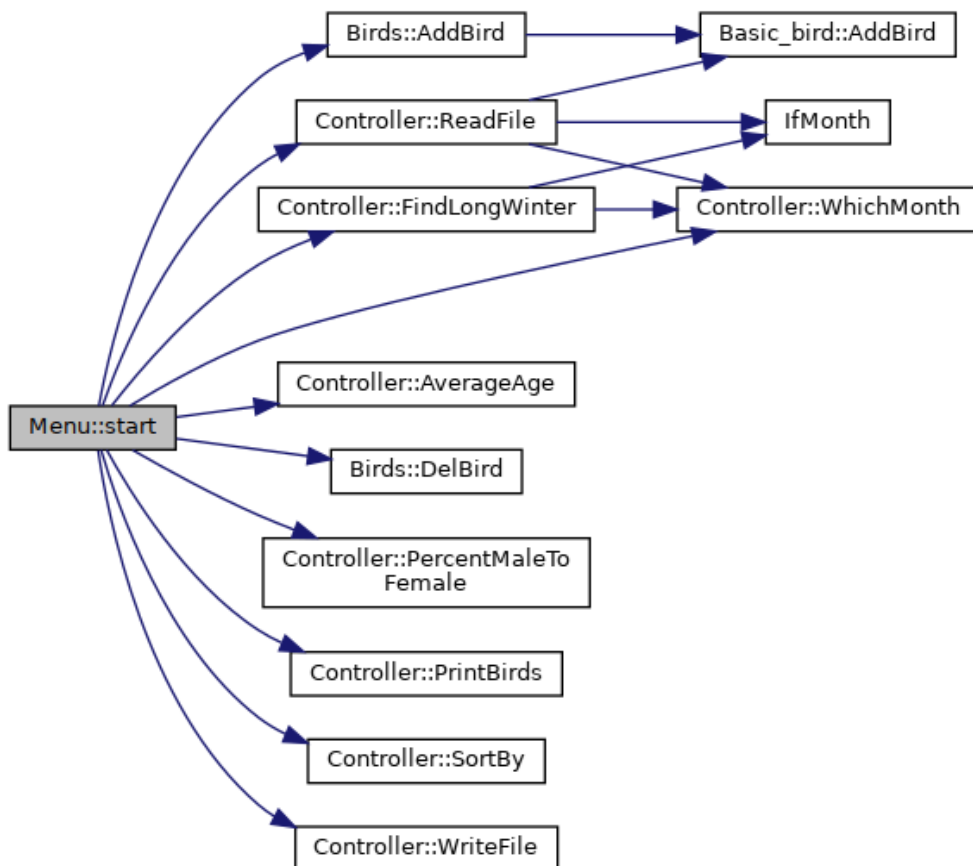 Birds::AddBird
Basic_bird::AddBird
Controller::ReadFile
IfMonth
Controller::FindLongWinter
Controller::WhichMonth
Controller::AverageAge
Menu::start
Birds::DelBird
Controller::PercentMaleTo
Female
Controller::PrintBirds
Controller::SortBy
Controller::WriteFile